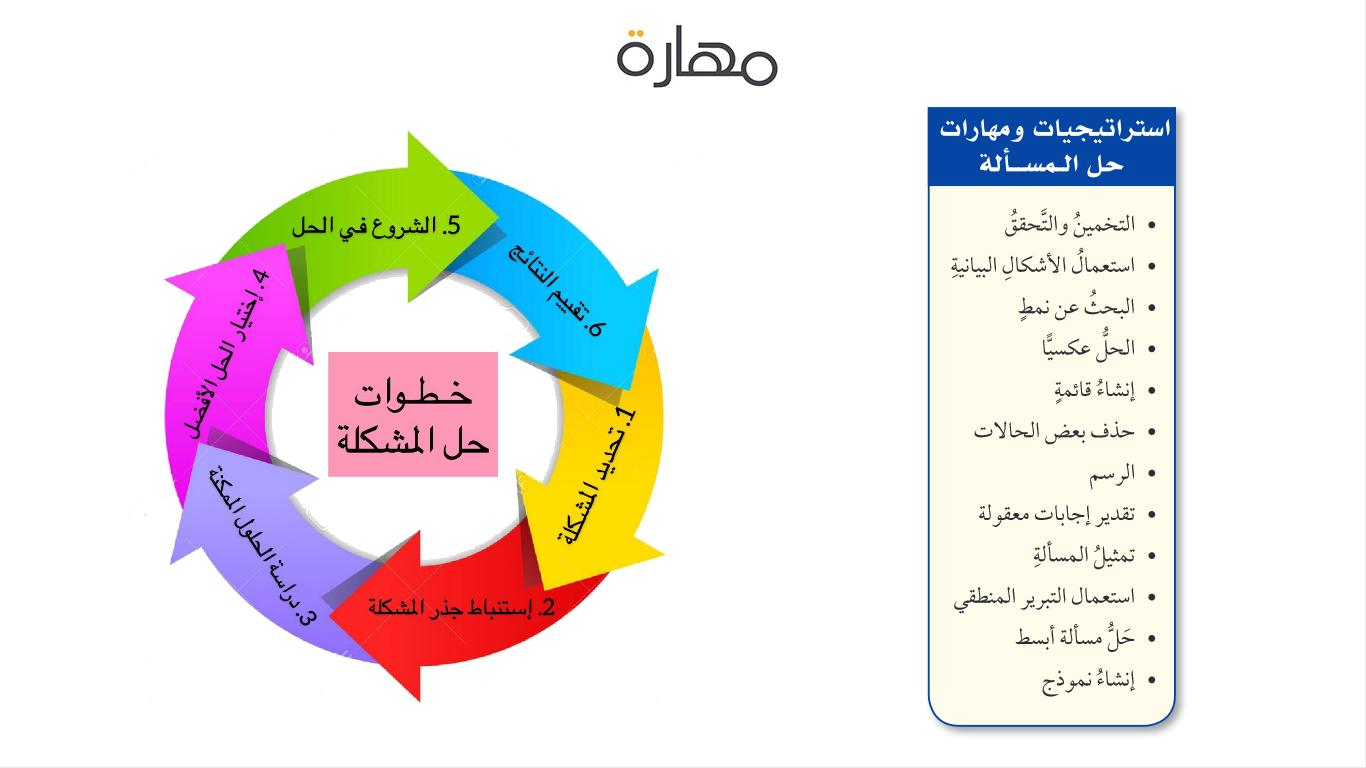 مهارة
استراتيجيات ومهارات
حل المسألة
• التخمينُ والتَّحققُ
• استعمالُ الأشكالِ البيانيةِ
• البحثُ عن نمطٍ
• الحلُّ عكسيًّا
• إنشاءُ قائمةٍ
• حذف بعض الحالات
• الرسم
• تقدير إجابات معقولة
• تمثيلُ المسألةِ
• استعمال التبرير المنطقي
• حَلُّ مسألة أبسط
• إنشاءُ نموذج
خطوات
حل المشكلة
1. تحديد المشكلة
2. إستنباط جذر المشكلة
3. دراسة الحلول الممكنة
4. إختيار الحل الأفضل
5. الشروع في الحل
6. تقييم النتائج